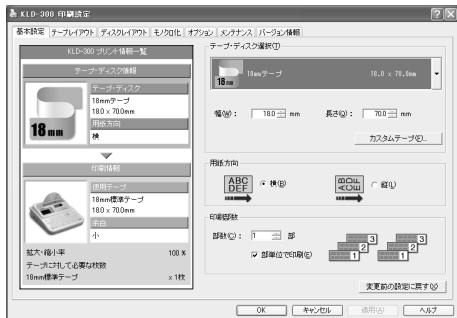 KLD-300 印刷設定
基本設定 テープレイアウト ディスクレイアウト モノクロ化 オプション メンテナンス バージョン情報
KLD-300 プリント情報一覧
テープ・ディスク情報
テープ・ディスク
18mmテープ
18.0 x 70.0mm
用紙方向
横
18mm
印刷情報
使用テープ
18mm標準テープ
18.0 x 70.0mm
余白
小
拡大・縮小率 100 %
テープに対して必要な枚数
18mm標準テープ × 1枚
テープ・ディスク選択(T)
18mm
18mmテープ 18.0 x 70.0mm
幅(W): 18.0 mm 長さ(Q): 70.0 mm
カスタムテープ(F)...
用紙方向
ABC
DEF
横(B)
縦(L)
印刷部数
部数(C): 1 部
部単位で印刷(E)
1 2 3
1 2 3
変更前の設定に戻す(X)
OK キャンセル 適用(A) ヘルプ